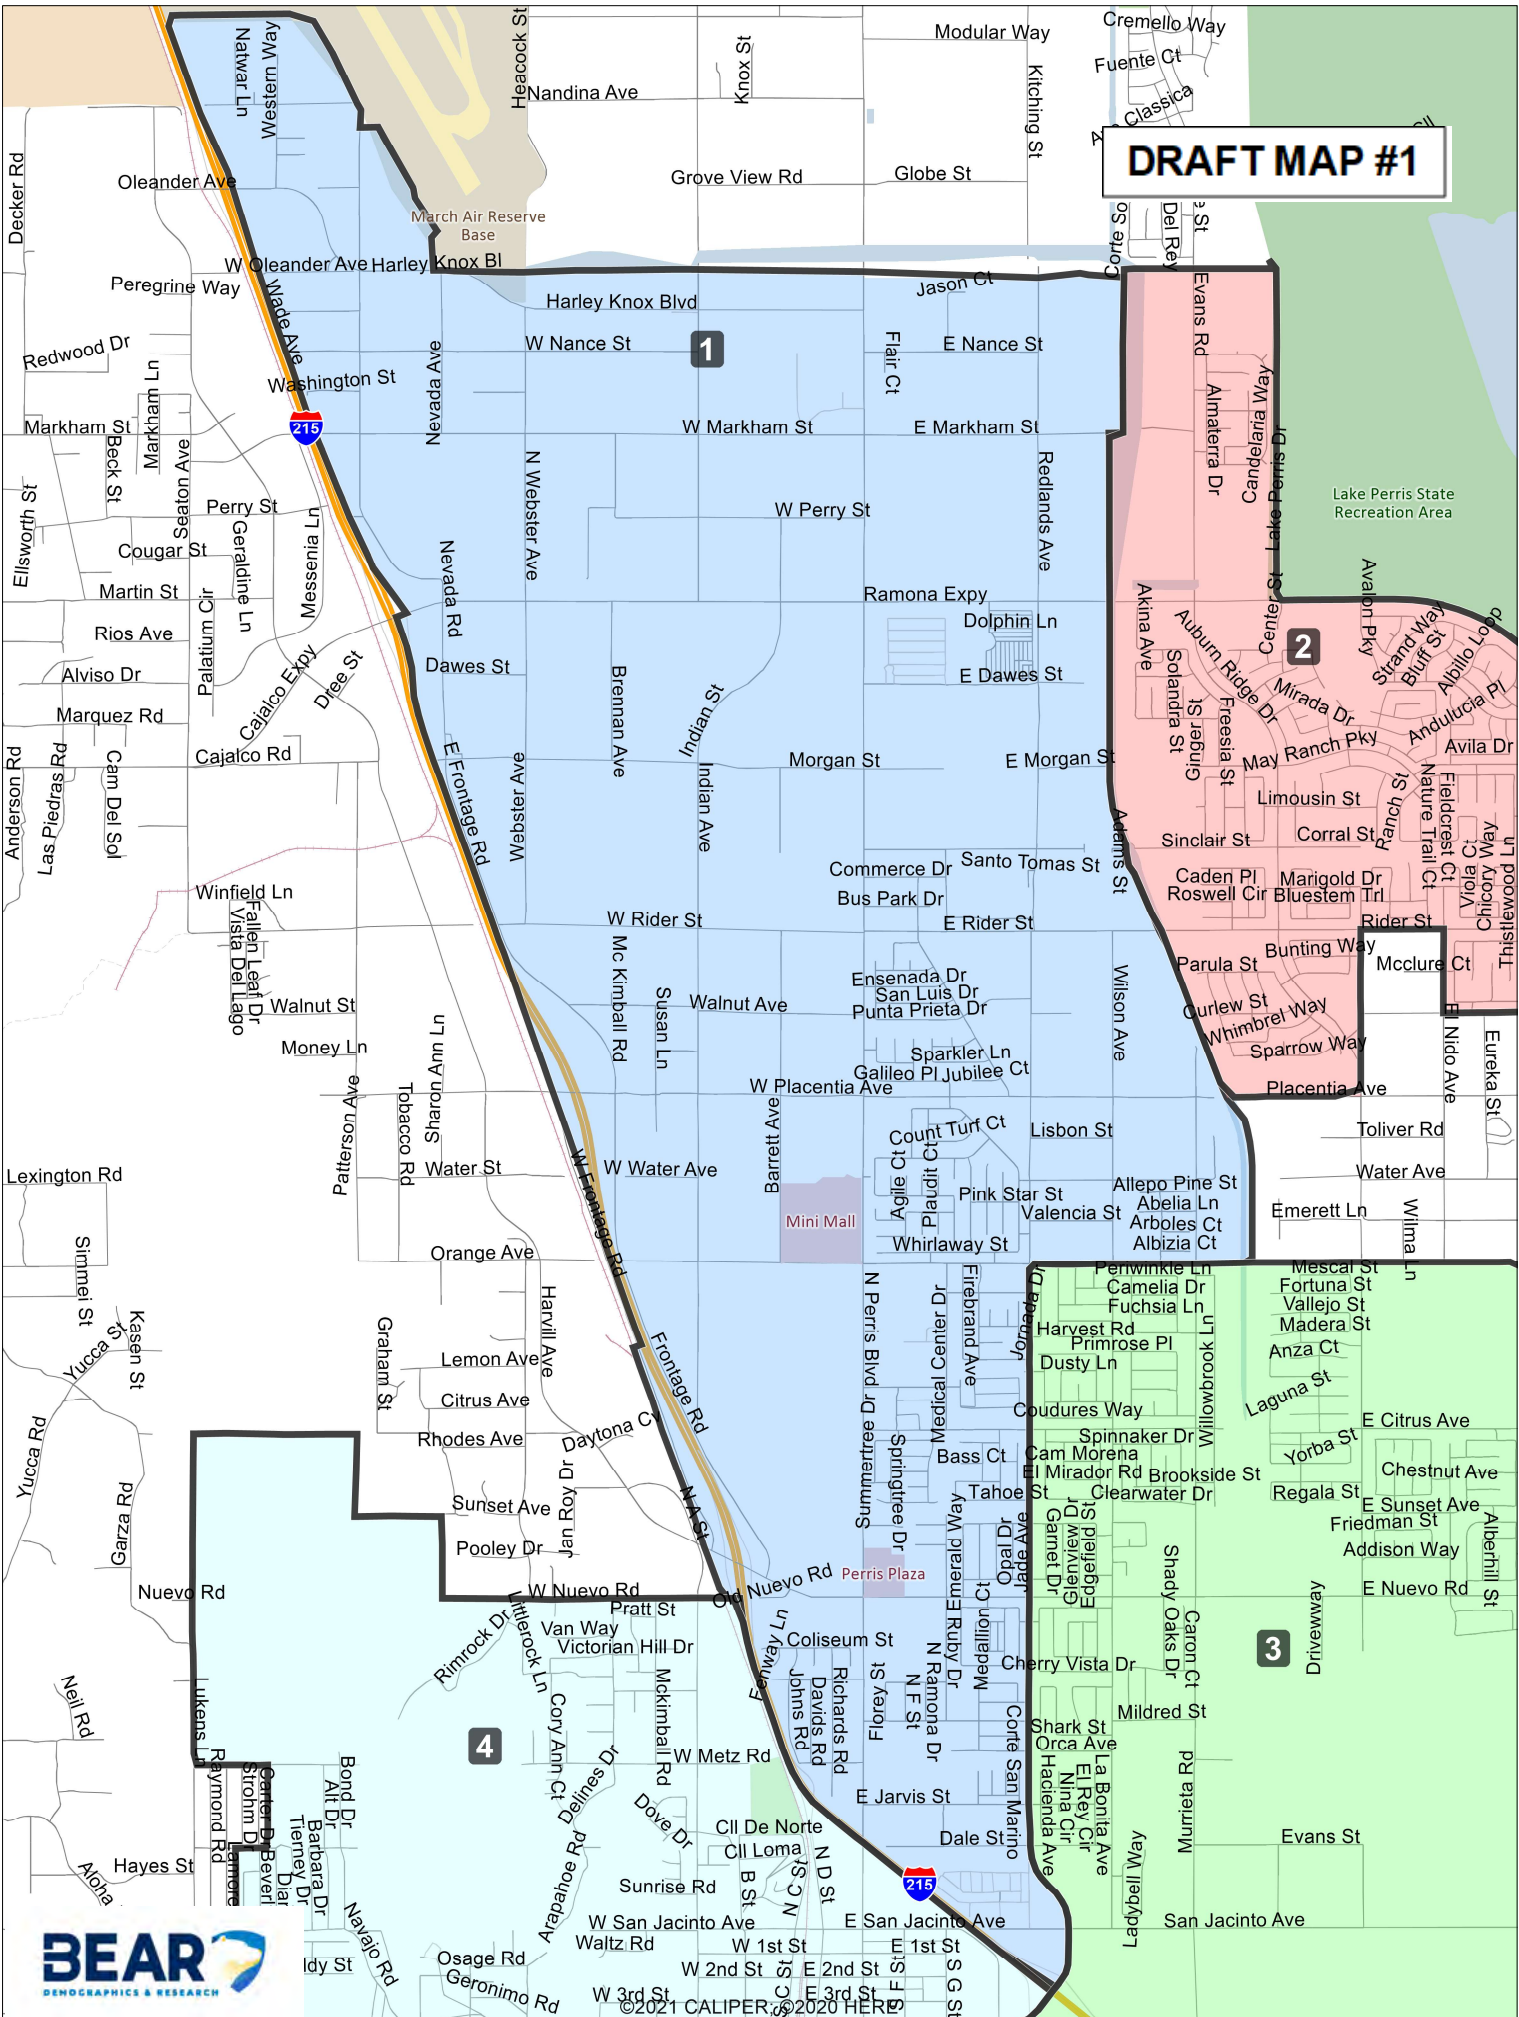 Natwar Ln
Western Way
Heacock St
Knox St
Modular Way
Cremello Way
Fuente Ct
Kitching St
Nandina Ave
DRAFT MAP #1
Decker Rd
Oleander Ave
Grove View Rd
Globe St
Del Rey
March Air Reserve
Base
W Oleander Ave
Harley Knox Bl
Peregrine Way
Wade Ave
Harley Knox Blvd
Jason Ct
Evans Rd
Redwood Dr
W Nance St
1
Flair Ct
E Nance St
Markham Ln
Washington St
Nevada Ave
Almaterra Dr
Candelaria Way
Markham St
215
W Markham St
E Markham St
Beck St
Seaton Ave
N Webster Ave
Redlands Ave
Lake Perris Dr
Lake Perris State
Recreation Area
Ellsworth St
Perry St
W Perry St
Cougar St
Geraldine Ln
Messenia Ln
Nevada Rd
Martin St
Ramona Expy
Akina Ave
Center St
Avalon Pky
Rios Ave
Palatium Cir
Dolphin Ln
Auburn Ridge Dr
2
Strand Way
Bluff St
Albillo Loop
Alviso Dr
Cajalco Expy
Dree St
Dawes St
Brennan Ave
Indian St
E Dawes St
Solandra St
Ginger St
Freesia St
Mirada Dr
Andulucia Pl
Marquez Rd
Anderson Rd
Las Piedras Rd
Cam Del Sol
Cajalco Rd
E Frontage Rd
Webster Ave
Indian Ave
Morgan St
E Morgan St
May Ranch Pky
Avila Dr
Limousin St
Ranch St
Nature Trail Ct
Fieldcrest Ct
Viola Ct
Chicory Way
Thistlewood Ln
Adams St
Sinclair St
Corral St
Commerce Dr
Santo Tomas St
Caden Pl
Marigold Dr
Winfield Ln
Bus Park Dr
Roswell Cir
Bluestem Trl
Vista Del Lago
Fallen Leaf Dr
W Rider St
E Rider St
Rider St
Mc Kimball Rd
Susan Ln
Wilson Ave
Bunting Way
Parula St
Mcclure Ct
Walnut St
Walnut Ave
Ensenada Dr
San Luis Dr
Punta Prieta Dr
Curlew St
Whimbrel Way
El Nido Ave
Eureka St
Money Ln
Sharon Ann Ln
Sparkler Ln
Sparrow Way
Patterson Ave
Tobacco Rd
W Placentia Ave
Galileo Pl
Jubilee Ct
Placentia Ave
Barrett Ave
Count Turf Ct
Lisbon St
Toliver Rd
Lexington Rd
Water St
W Frontage Rd
W Water Ave
Agile Ct
Plaudit Ct
Water Ave
Pink Star St
Allepo Pine St
Abelia Ln
Mini Mall
Valencia St
Arboles Ct
Emerett Ln
Wilma Ln
Simmei St
Orange Ave
Whirlaway St
Albizia Ct
Periwinkle Ln
Mescal St
N Perris Blvd
Medical Center Dr
Firebrand Ave
Jornada Dr
Camelia Dr
Fortuna St
Kasen St
Harvill Ave
Fuchsia Ln
Vallejo St
Yucca St
Graham St
Frontage Rd
Harvest Rd
Willowbrook Ln
Madera St
Lemon Ave
Primrose Pl
Anza Ct
Dusty Ln
Citrus Ave
Laguna St
Yucca Rd
Rhodes Ave
Summertree Dr
Springtree Dr
Coudures Way
E Citrus Ave
Spinnaker Dr
Yorba St
Bass Ct
Cam Morena
Garza Rd
Jan Roy Dr
N A St
El Mirador Rd
Brookside St
Chestnut Ave
Sunset Ave
Tahoe St
Clearwater Dr
Regala St
E Sunset Ave
Emerald Way
Opal Dr
Jade Ave
Garnet Dr
Glenview Dr
Edgefield St
Friedman St
Alberhill St
Pooley Dr
Perris Plaza
Shady Oaks Dr
Addison Way
Nuevo Rd
W Nuevo Rd
Old Nuevo Rd
E Nuevo Rd
Rimrock Dr
Littlerock Ln
Pratt St
E Ruby Dr
Medallion Ct
Caron Ct
Driveway
Van Way
Fenway Ln
Coliseum St
Victorian Hill Dr
3
Neil Rd
Lukens Ln
Mckimball Rd
Johns Rd
Davids Rd
Richards Rd
Florey St
N F St
N Ramona Dr
Cherry Vista Dr
Cory Ann Ct
Corte San Marino
Mildred St
4
Shark St
Orca Ave
Raymond Rd
Bond Dr
Alt Dr
Delines Dr
W Metz Rd
Hacienda Ave
Nina Cir
El Rey Cir
La Bonita Ave
Murrieta Rd
Carter Dr
Tierney Dr
Barbara Dr
Dove Dr
E Jarvis St
Cll De Norte
Dale St
Evans St
Hayes St
Cll Loma
N D St
Ladybell Way
Aloha
Arapahoe Rd
Sunrise Rd
B St
N C St
215
Navajo Rd
W San Jacinto Ave
E San Jacinto Ave
San Jacinto Ave
Waltz Rd
W 1st St
E 1st St
BEAR
DEMOGRAPHICS & RESEARCH
Osage Rd
W 2nd St
E 2nd St
S G St
Geronimo Rd
W 3rd St
E 3rd St
S F St
S C St
©2021 CALIPER; ©2020 HERE